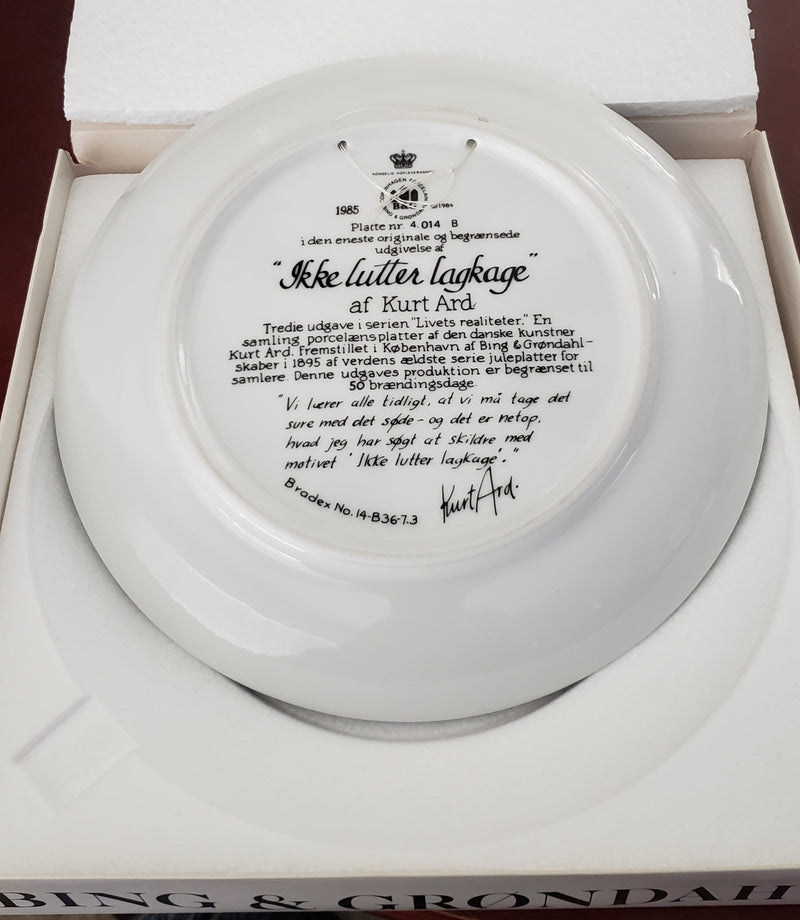 KONGELIG HOFLEVERANDØR
COPENHAGEN PORCELAIN
BING & GRØNDAHL
B&G
1985
©/1984
Platte nr. 4.014 B
i den eneste originale og begrænsede
udgivelse af
"Ikke lutter lagkage"
af Kurt Ard
Tredie udgave i serien "Livets realiteter." En
samling porcelænsplatter af den danske kunstner
Kurt Ard. fremstillet i København af Bing & Grøndahl-
skaber i 1895 af verdens ældste serie juleplatter for
samlere. Denne udgaves produktion er begrænset til
50 brændingsdage.
"Vi lærer alle tidligt, at vi må tage det
sure med det søde - og det er netop,
hvad jeg har søgt at skildre med
motivet 'Ikke lutter lagkage'."
Kurt Ard.
Bradex No. 14-B36-7.3
BING & GRØNDAH